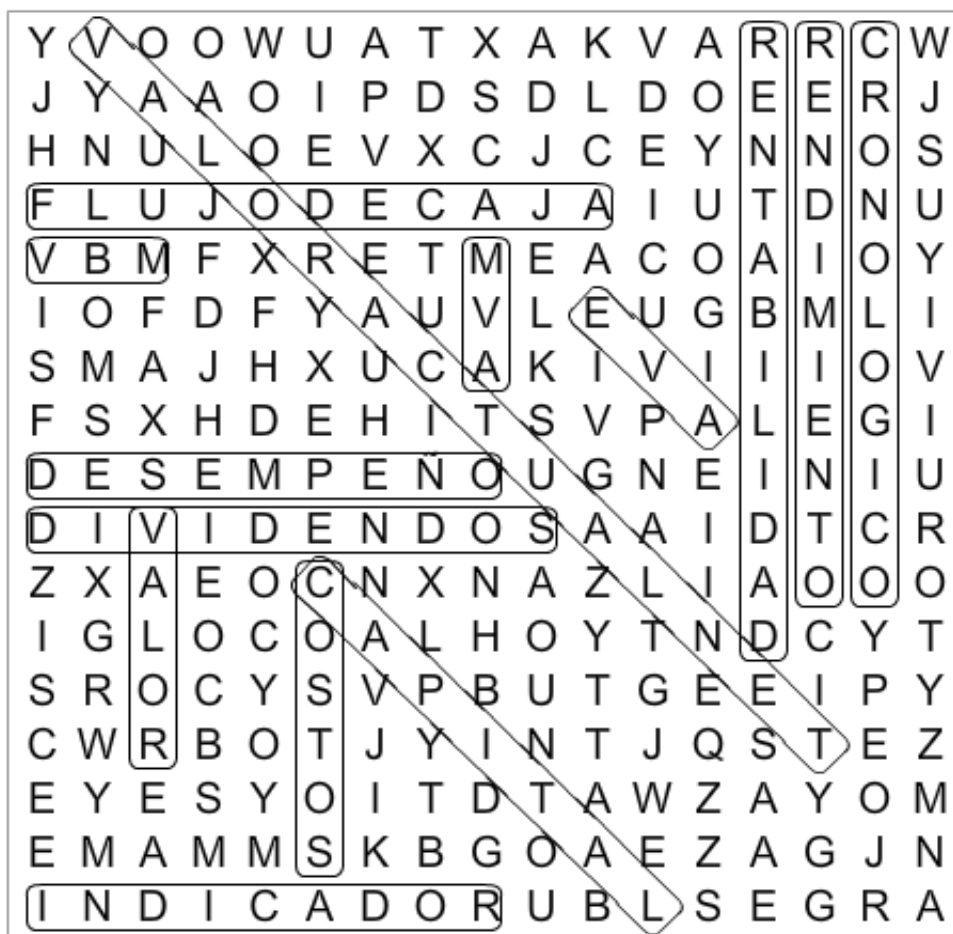 Y V O O W U A T X A K V A R R C W
J Y A A O I P D S D L D O E E R J
H N U L O E V X C J C E Y N N O S
F L U J O D E C A J A I U T D N U
V B M F X R E T M E A C O A I O Y
I O F D F Y A U V L E U G B M L I
S M A J H X U C A K I V I I I O V
F S X H D E H I T S V P A L E G I
D E S E M P E Ñ O U G N E I N I U
D I V I D E N D O S A A I D T C R
Z X A E O C N X N A Z L I A O O O
I G L O C O A L H O Y T N D C Y T
S R O C Y S V P B U T G E E I P Y
C W R B O T J Y I N T J Q S T E Z
E Y E S Y O I T D T A W Z A Y O M
E M A M M S K B G O A E Z A G J N
I N D I C A D O R U B L S E G R A